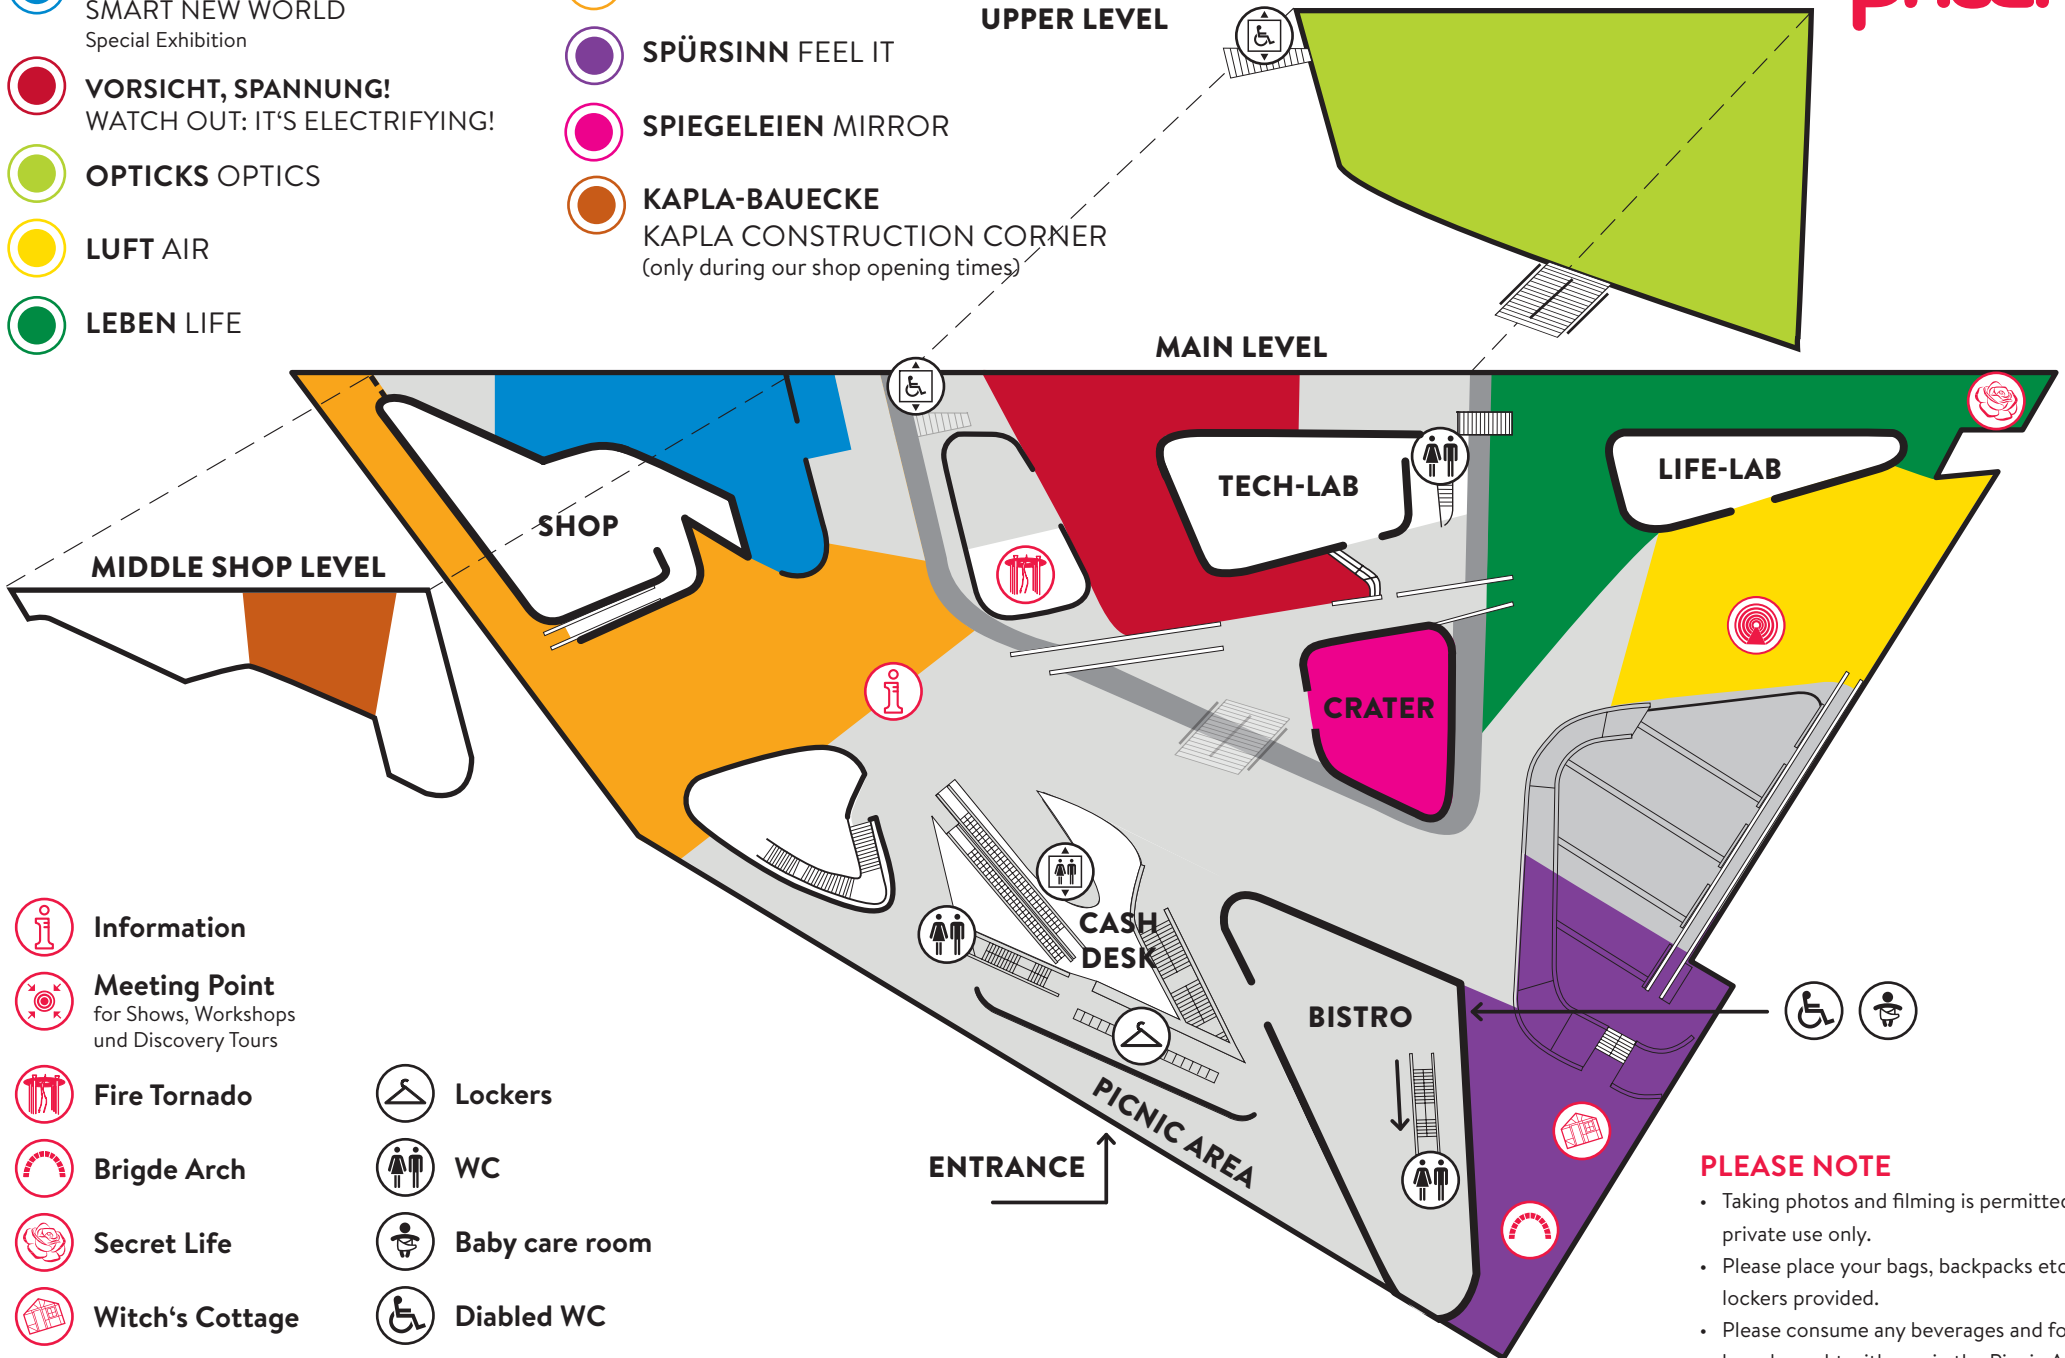 SMART NEW WORLD
Special Exhibition
VORSICHT, SPANNUNG!
WATCH OUT: IT‘S ELECTRIFYING!
OPTICKS OPTICS
LUFT AIR
LEBEN LIFE
SPÜRSINN FEEL IT
SPIEGELEIEN MIRROR
KAPLA-BAUECKE
KAPLA CONSTRUCTION CORNER
(only during our shop opening times)
UPPER LEVEL
MAIN LEVEL
MIDDLE SHOP LEVEL
SHOP
TECH-LAB
LIFE-LAB
CRATER
CASH
DESK
BISTRO
PICNIC AREA
ENTRANCE
Information
Meeting Point
for Shows, Workshops
und Discovery Tours
Fire Tornado
Brigde Arch
Secret Life
Witch‘s Cottage
Lockers
WC
Baby care room
Diabled WC
PLEASE NOTE
• Taking photos and filming is permitted
private use only.
• Please place your bags, backpacks etc
lockers provided.
• Please consume any beverages and fo